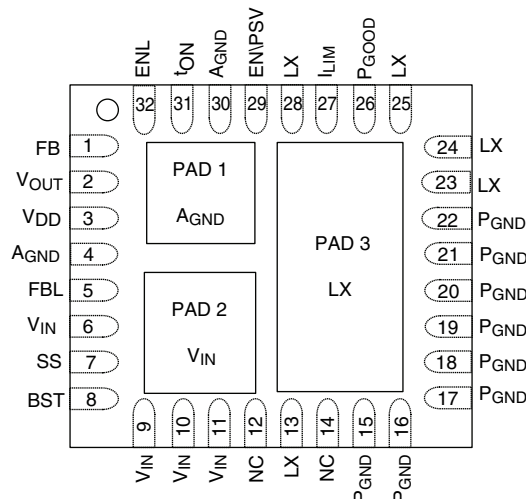 ENL tON AGND EN\PSV LX ILIM PGOOD LX
32 31 30 29 28 27 26 25
FB 1
VOUT 2
VDD 3
AGND 4
FBL 5
VIN 6
SS 7
BST 8
PAD 1
AGND
PAD 2
VIN
PAD 3
LX
24 LX
23 LX
22 PGND
21 PGND
20 PGND
19 PGND
18 PGND
17 PGND
9 10 11 12 13 14 15 16
VIN VIN VIN NC LX NC PGND PGND